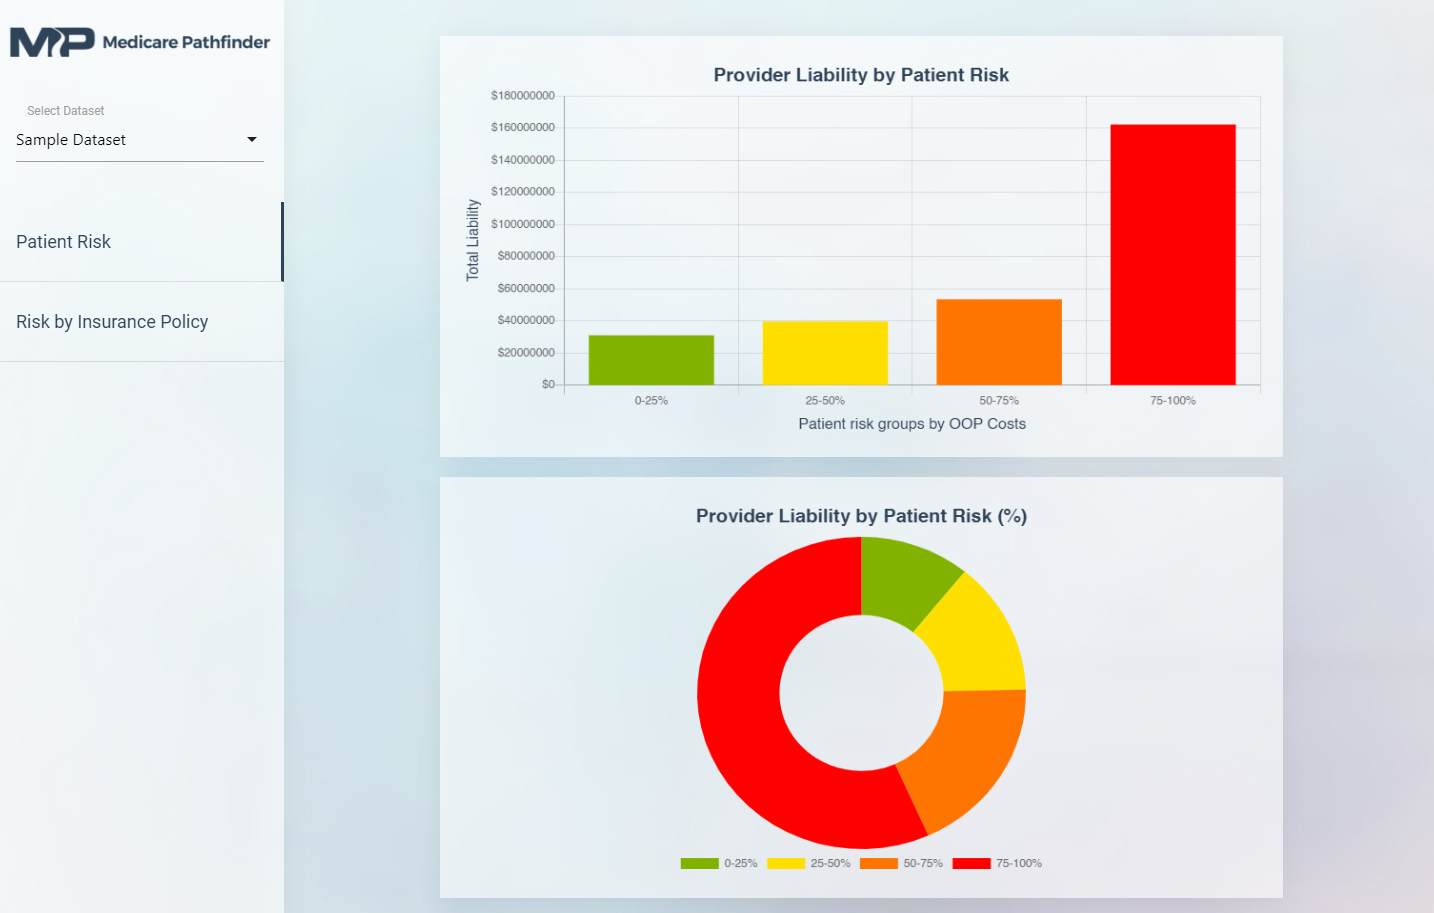 MP Medicare Pathfinder
Select Dataset
Sample Dataset
Patient Risk
Risk by Insurance Policy
Provider Liability by Patient Risk
$180000000
$160000000
$140000000
$120000000
$100000000
$80000000
$60000000
$40000000
$20000000
$0
Total Liability
0-25% 25-50% 50-75% 75-100%
Patient risk groups by OOP Costs
Provider Liability by Patient Risk (%)
0-25% 25-50% 50-75% 75-100%